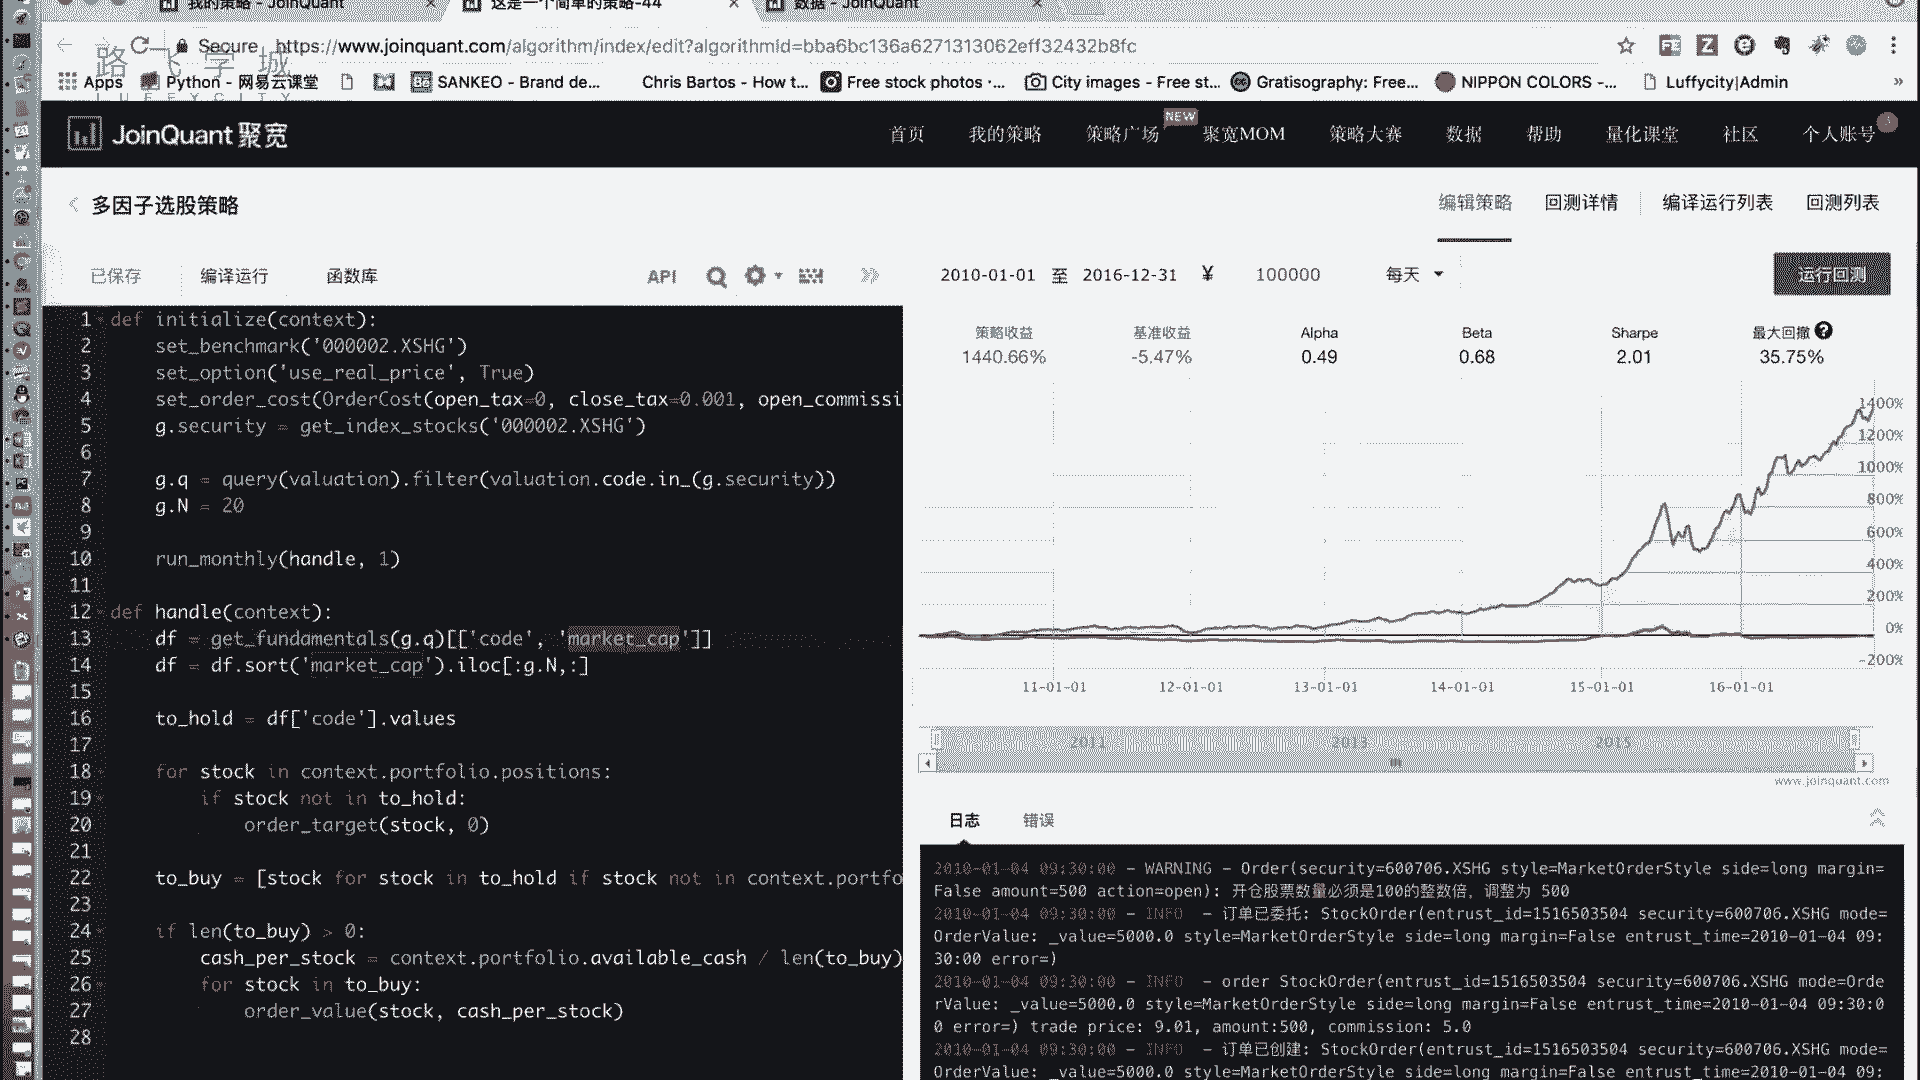 我的策略 - JoinQuant
这是一个简单的策略-44
数据 - JoinQuant
Secure https://www.joinquant.com/algorithm/index/edit?algorithmId=bba6bc136a6271313062eff32432b8fc
路飞学城
LUFFYCITY
Apps Python - 网易云课堂 SANKEO - Brand de... Chris Bartos - How t... Free stock photos ·... City images - Free st... Gratisography: Free... NIPPON COLORS -... Luffycity|Admin »
JoinQuant 聚宽 首页 我的策略 策略广场 NEW 聚宽MOM 策略大赛 数据 帮助 量化课堂 社区 个人账号
多因子选股策略 编辑策略 回测详情 编译运行列表 回测列表
已保存 编译运行 函数库 API 2010-01-01 至 2016-12-31 ¥ 100000 每天 运行回测
策略收益 基准收益 Alpha Beta Sharpe 最大回撤
1440.66% -5.47% 0.49 0.68 2.01 35.75%
1 def initialize(context):
2 set_benchmark('000002.XSHG')
3 set_option('use_real_price', True)
4 set_order_cost(OrderCost(open_tax=0, close_tax=0.001, open_commissi
5 g.security = get_index_stocks('000002.XSHG')
6
7 g.q = query(valuation).filter(valuation.code.in_(g.security))
8 g.N = 20
9
10 run_monthly(handle, 1)
11
12 def handle(context):
13 df = get_fundamentals(g.q)[['code', 'market_cap']]
14 df = df.sort('market_cap').iloc[:g.N,:]
15
16 to_hold = df['code'].values
17
18 for stock in context.portfolio.positions:
19 if stock not in to_hold:
20 order_target(stock, 0)
21
22 to_buy = [stock for stock in to_hold if stock not in context.portfo
23
24 if len(to_buy) > 0:
25 cash_per_stock = context.portfolio.available_cash / len(to_buy)
26 for stock in to_buy:
27 order_value(stock, cash_per_stock)
28
1400%
1200%
1000%
800%
600%
400%
200%
0%
-200%
11-01-01 12-01-01 13-01-01 14-01-01 15-01-01 16-01-01
2011 2013 2015
www.joinquant.com
日志 错误
2010-01-04 09:30:00 - WARNING - Order(security=600706.XSHG style=MarketOrderStyle side=long margin=
False amount=500 action=open): 开仓股票数量必须是100的整数倍，调整为 500
2010-01-04 09:30:00 - INFO - 订单已委托: StockOrder(entrust_id=1516503504 security=600706.XSHG mode=
OrderValue: _value=5000.0 style=MarketOrderStyle side=long margin=False entrust_time=2010-01-04 09:
30:00 error=)
2010-01-04 09:30:00 - INFO - order StockOrder(entrust_id=1516503504 security=600706.XSHG mode=Orde
rValue: _value=5000.0 style=MarketOrderStyle side=long margin=False entrust_time=2010-01-04 09:30:0
0 error=) trade price: 9.01, amount:500, commission: 5.0
2010-01-04 09:30:00 - INFO - 订单已创建: StockOrder(entrust_id=1516503504 security=600706.XSHG mode=
OrderValue: _value=5000.0 style=MarketOrderStyle side=long margin=False entrust_time=2010-01-04 09: